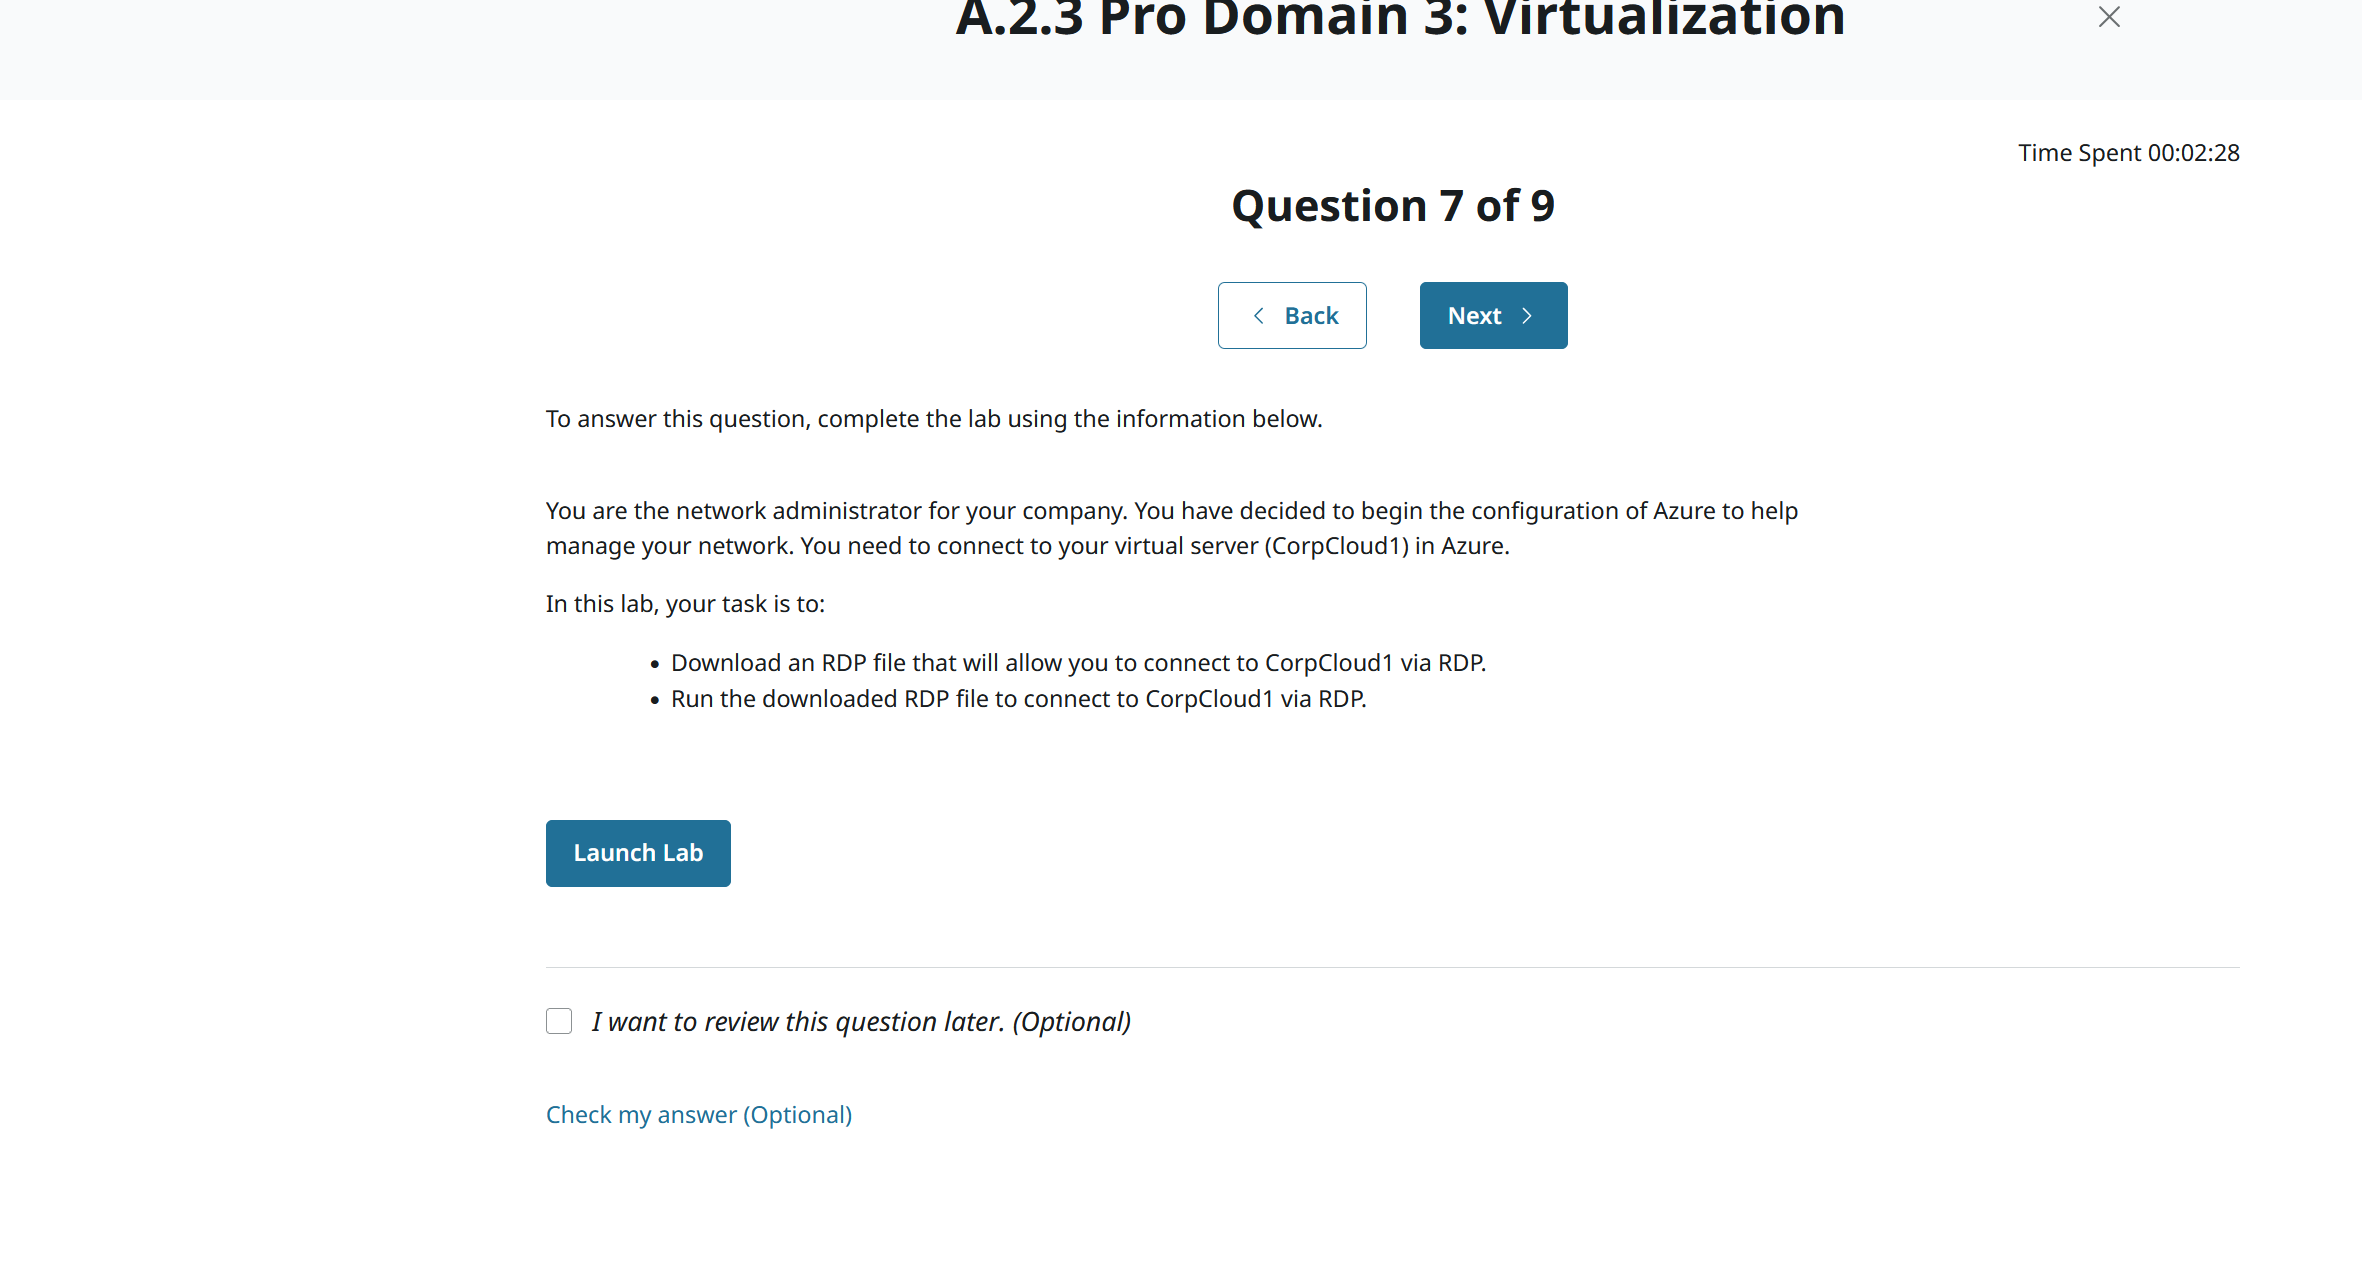 A.2.3 Pro Domain 3: Virtualization
Time Spent 00:02:28
Question 7 of 9
Back
Next
To answer this question, complete the lab using the information below.
You are the network administrator for your company. You have decided to begin the configuration of Azure to help
manage your network. You need to connect to your virtual server (CorpCloud1) in Azure.
In this lab, your task is to:
• Download an RDP file that will allow you to connect to CorpCloud1 via RDP.
• Run the downloaded RDP file to connect to CorpCloud1 via RDP.
Launch Lab
I want to review this question later. (Optional)
Check my answer (Optional)